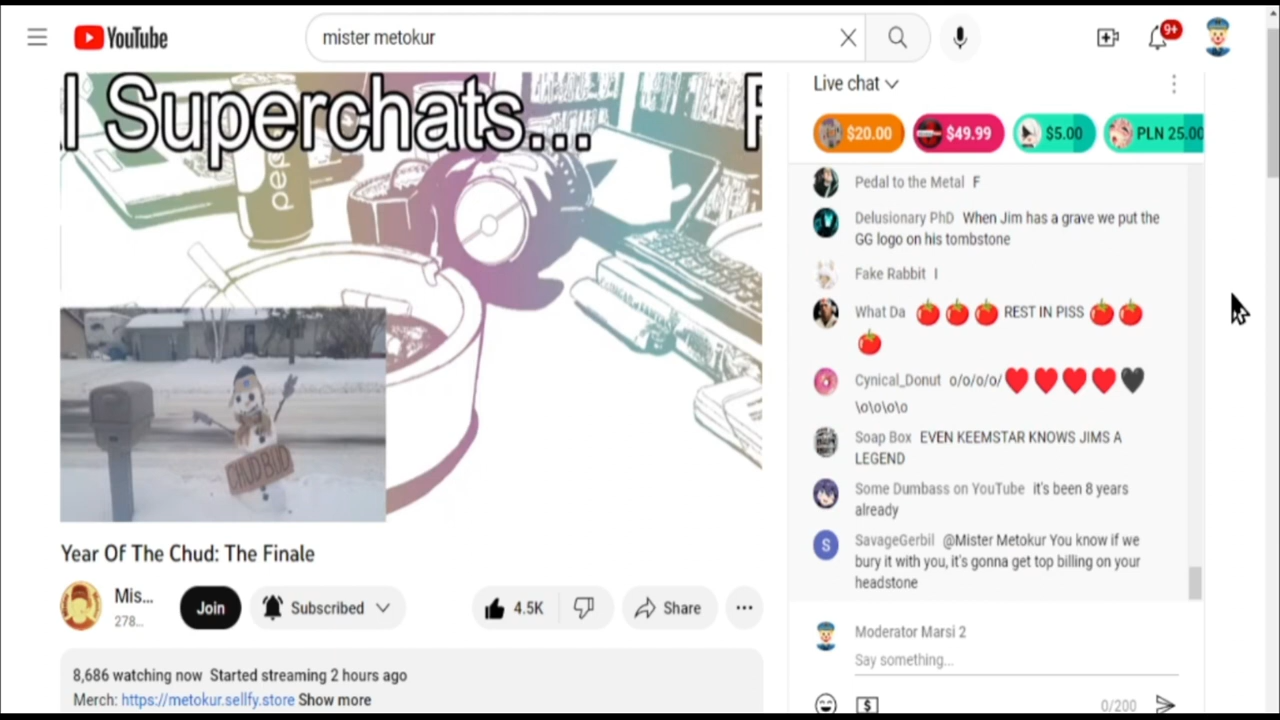 YouTube
mister metokur
9+
l Superchats...
pep
CHUD BUD
Year Of The Chud: The Finale
Mis...
278...
Join
Subscribed
4.5K
Share
8,686 watching now Started streaming 2 hours ago
Merch: https://metokur.sellfy.store Show more
Live chat
$20.00
$49.99
$5.00
PLN 25.00
Pedal to the Metal F
Delusionary PhD When Jim has a grave we put the
GG logo on his tombstone
Fake Rabbit I
What Da 🍅🍅🍅 REST IN PISS 🍅🍅
🍅
Cynical_Donut o/o/o/o/❤️❤️❤️❤️🖤
\o\o\o\o
Soap Box EVEN KEEMSTAR KNOWS JIMS A
LEGEND
Some Dumbass on YouTube it's been 8 years
already
S
SavageGerbil @Mister Metokur You know if we
bury it with you, it's gonna get top billing on your
headstone
Moderator Marsi 2
Say something...
0/200